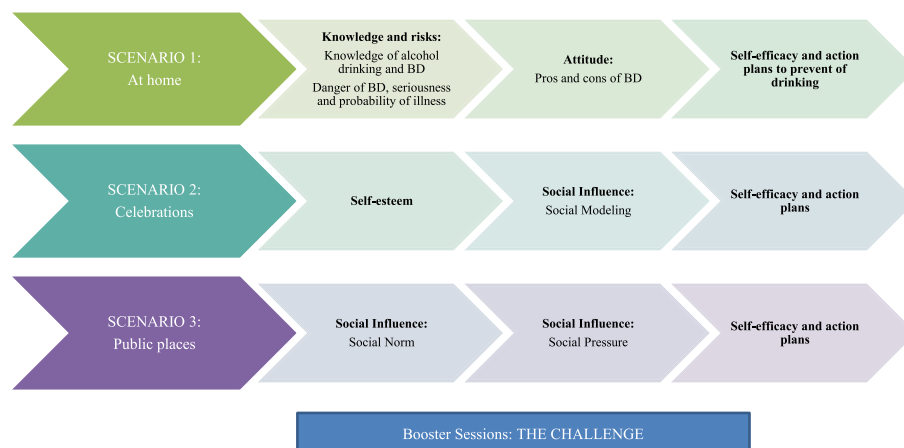 SCENARIO 1:
At home
Knowledge and risks:
Knowledge of alcohol
drinking and BD
Danger of BD, seriousness
and probability of illness
Attitude:
Pros and cons of BD
Self-efficacy and action
plans to prevent of
drinking
SCENARIO 2:
Celebrations
Self-esteem
Social Influence:
Social Modeling
Self-efficacy and action
plans
SCENARIO 3:
Public places
Social Influence:
Social Norm
Social Influence:
Social Pressure
Self-efficacy and action
plans
Booster Sessions: THE CHALLENGE